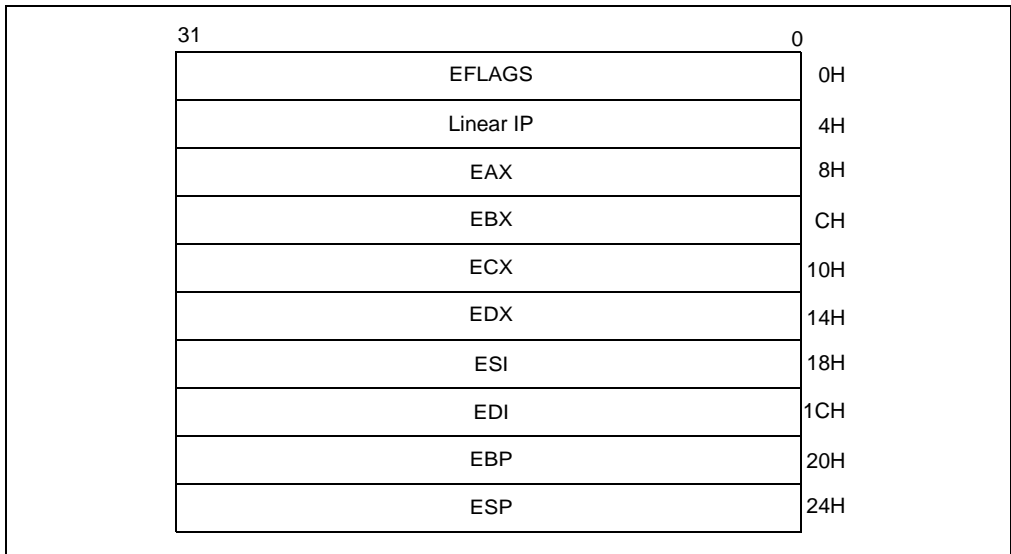 31 0
EFLAGS 0H
Linear IP 4H
EAX 8H
EBX CH
ECX 10H
EDX 14H
ESI 18H
EDI 1CH
EBP 20H
ESP 24H